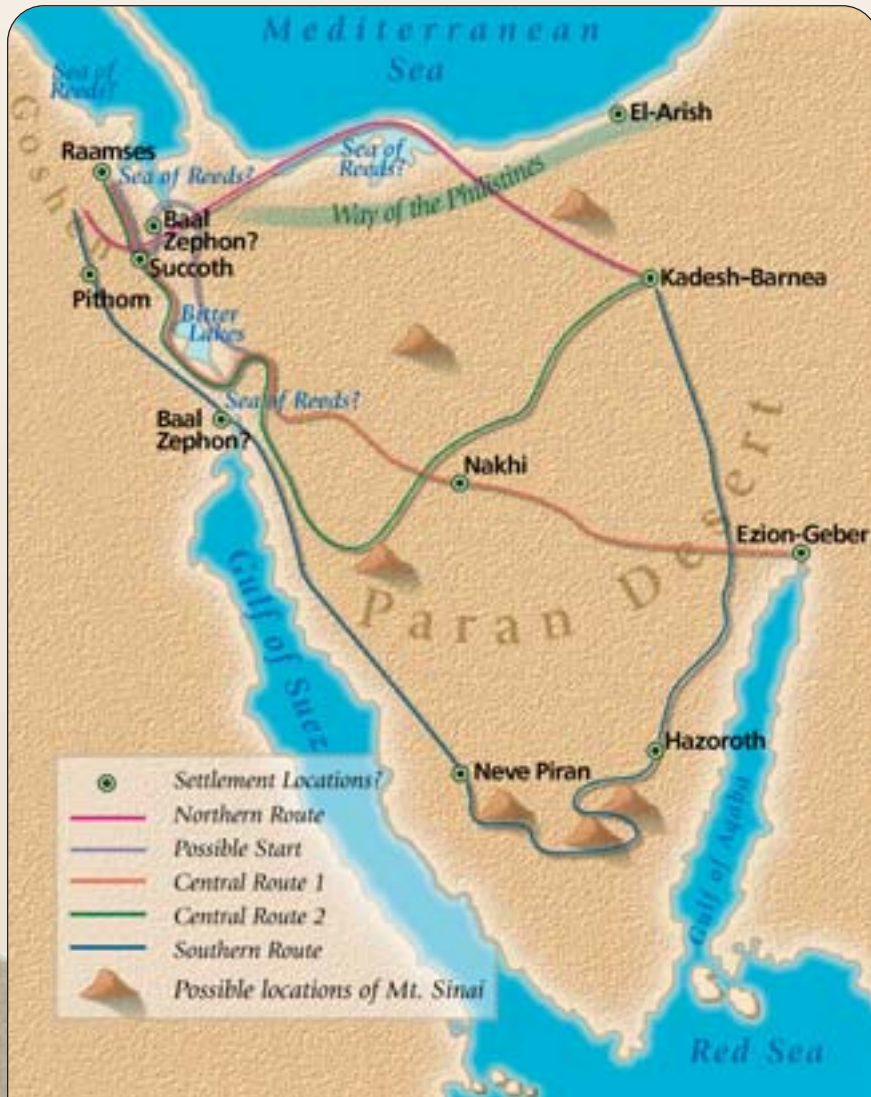 Mediterranean
Sea
Sea of
Reeds?
Goshen
El-Arish
Raamses
Sea of
Reeds?
Sea of Reeds?
Way of the Philistines
Baal
Zephon?
Succoth
Kadesh-Barnea
Pithom
Bitter
Lakes
Sea of Reeds?
Baal
Zephon?
Nakhi
Ezion-Geber
Paran Desert
Gulf of Suez
Hazoroth
Neve Piran
Gulf of Aqaba
Settlement Locations?
Northern Route
Possible Start
Central Route 1
Central Route 2
Southern Route
Possible locations of Mt. Sinai
Red Sea